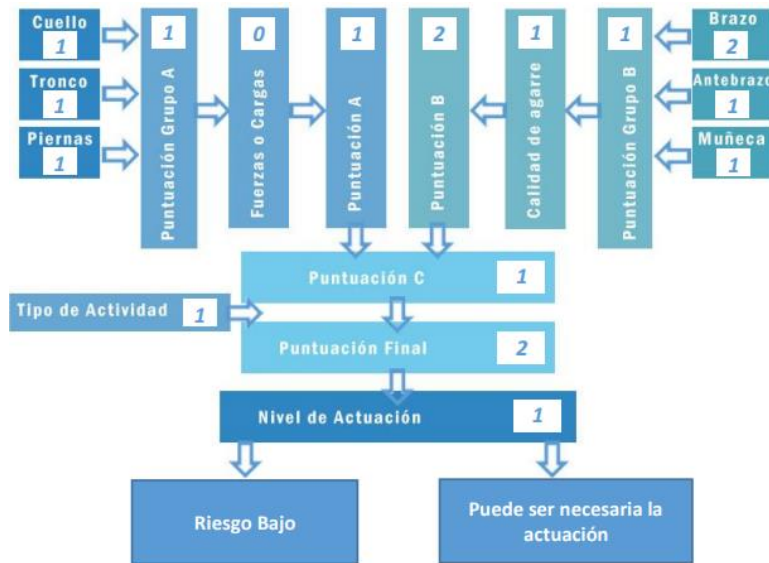 Cuello
1
Tronco
1
Piernas
1
1
Puntuación Grupo A
0
Fuerzas o Cargas
1
Puntuación A
2
Puntuación B
1
Calidad de agarre
1
Puntuación Grupo B
Brazo
2
Antebrazo
1
Muñeca
1
Puntuación C
1
Tipo de Actividad
1
Puntuación Final
2
Nivel de Actuación
1
Riesgo Bajo
Puede ser necesaria la
actuación